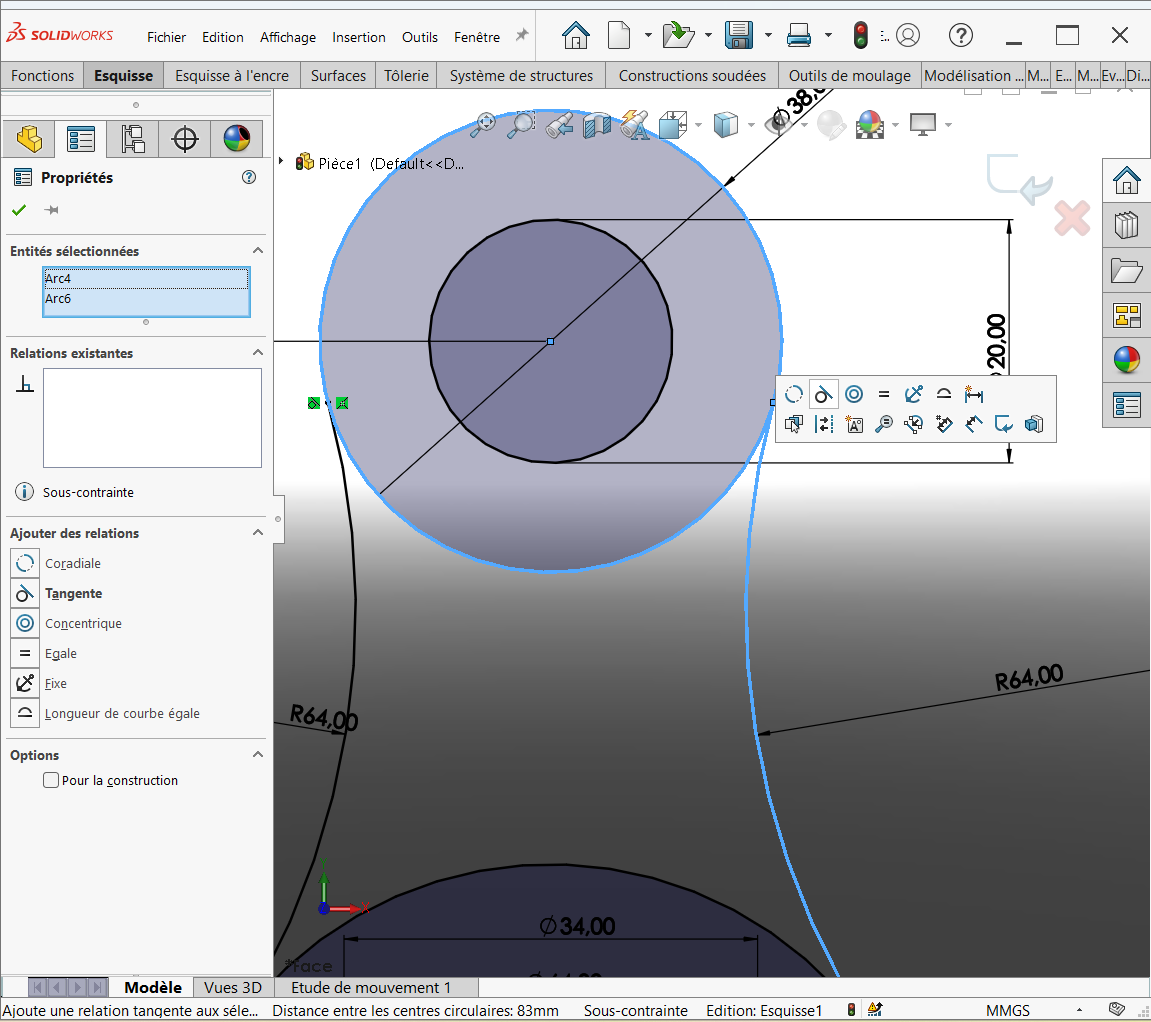 SOLIDWORKS
Fichier Edition Affichage Insertion Outils Fenêtre
Fonctions Esquisse Esquisse à l'encre Surfaces Tôlerie Système de structures Constructions soudées Outils de moulage Modélisation ... M... E... M... Ev... Di...
Pièce1 (Default<<D...
Propriétés
Entités sélectionnées
Arc4
Arc6
Relations existantes
Sous-contrainte
Ajouter des relations
Coradiale
Tangente
Concentrique
Egale
Fixe
Longueur de courbe égale
Options
Pour la construction
20,00
R64,00
R64,00
∅34,00
*Face
Modèle Vues 3D Etude de mouvement 1
Ajoute une relation tangente aux séle... Distance entre les centres circulaires: 83mm Sous-contrainte Edition: Esquisse1 MMGS